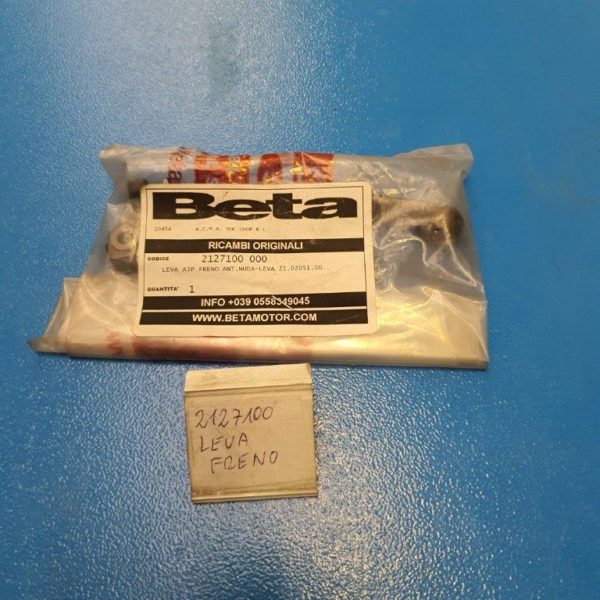 Beta
10454 A.C.M.A. SOC.COOP.R.L.
RICAMBI ORIGINALI
CODICE 2127100 000
LEVA AJP FRENO ANT.NUDA-LEVA 21.02051.00
QUANTITA' 1
INFO +039 0558349045
WWW.BETAMOTOR.COM
2127100
LEVA
FRENO